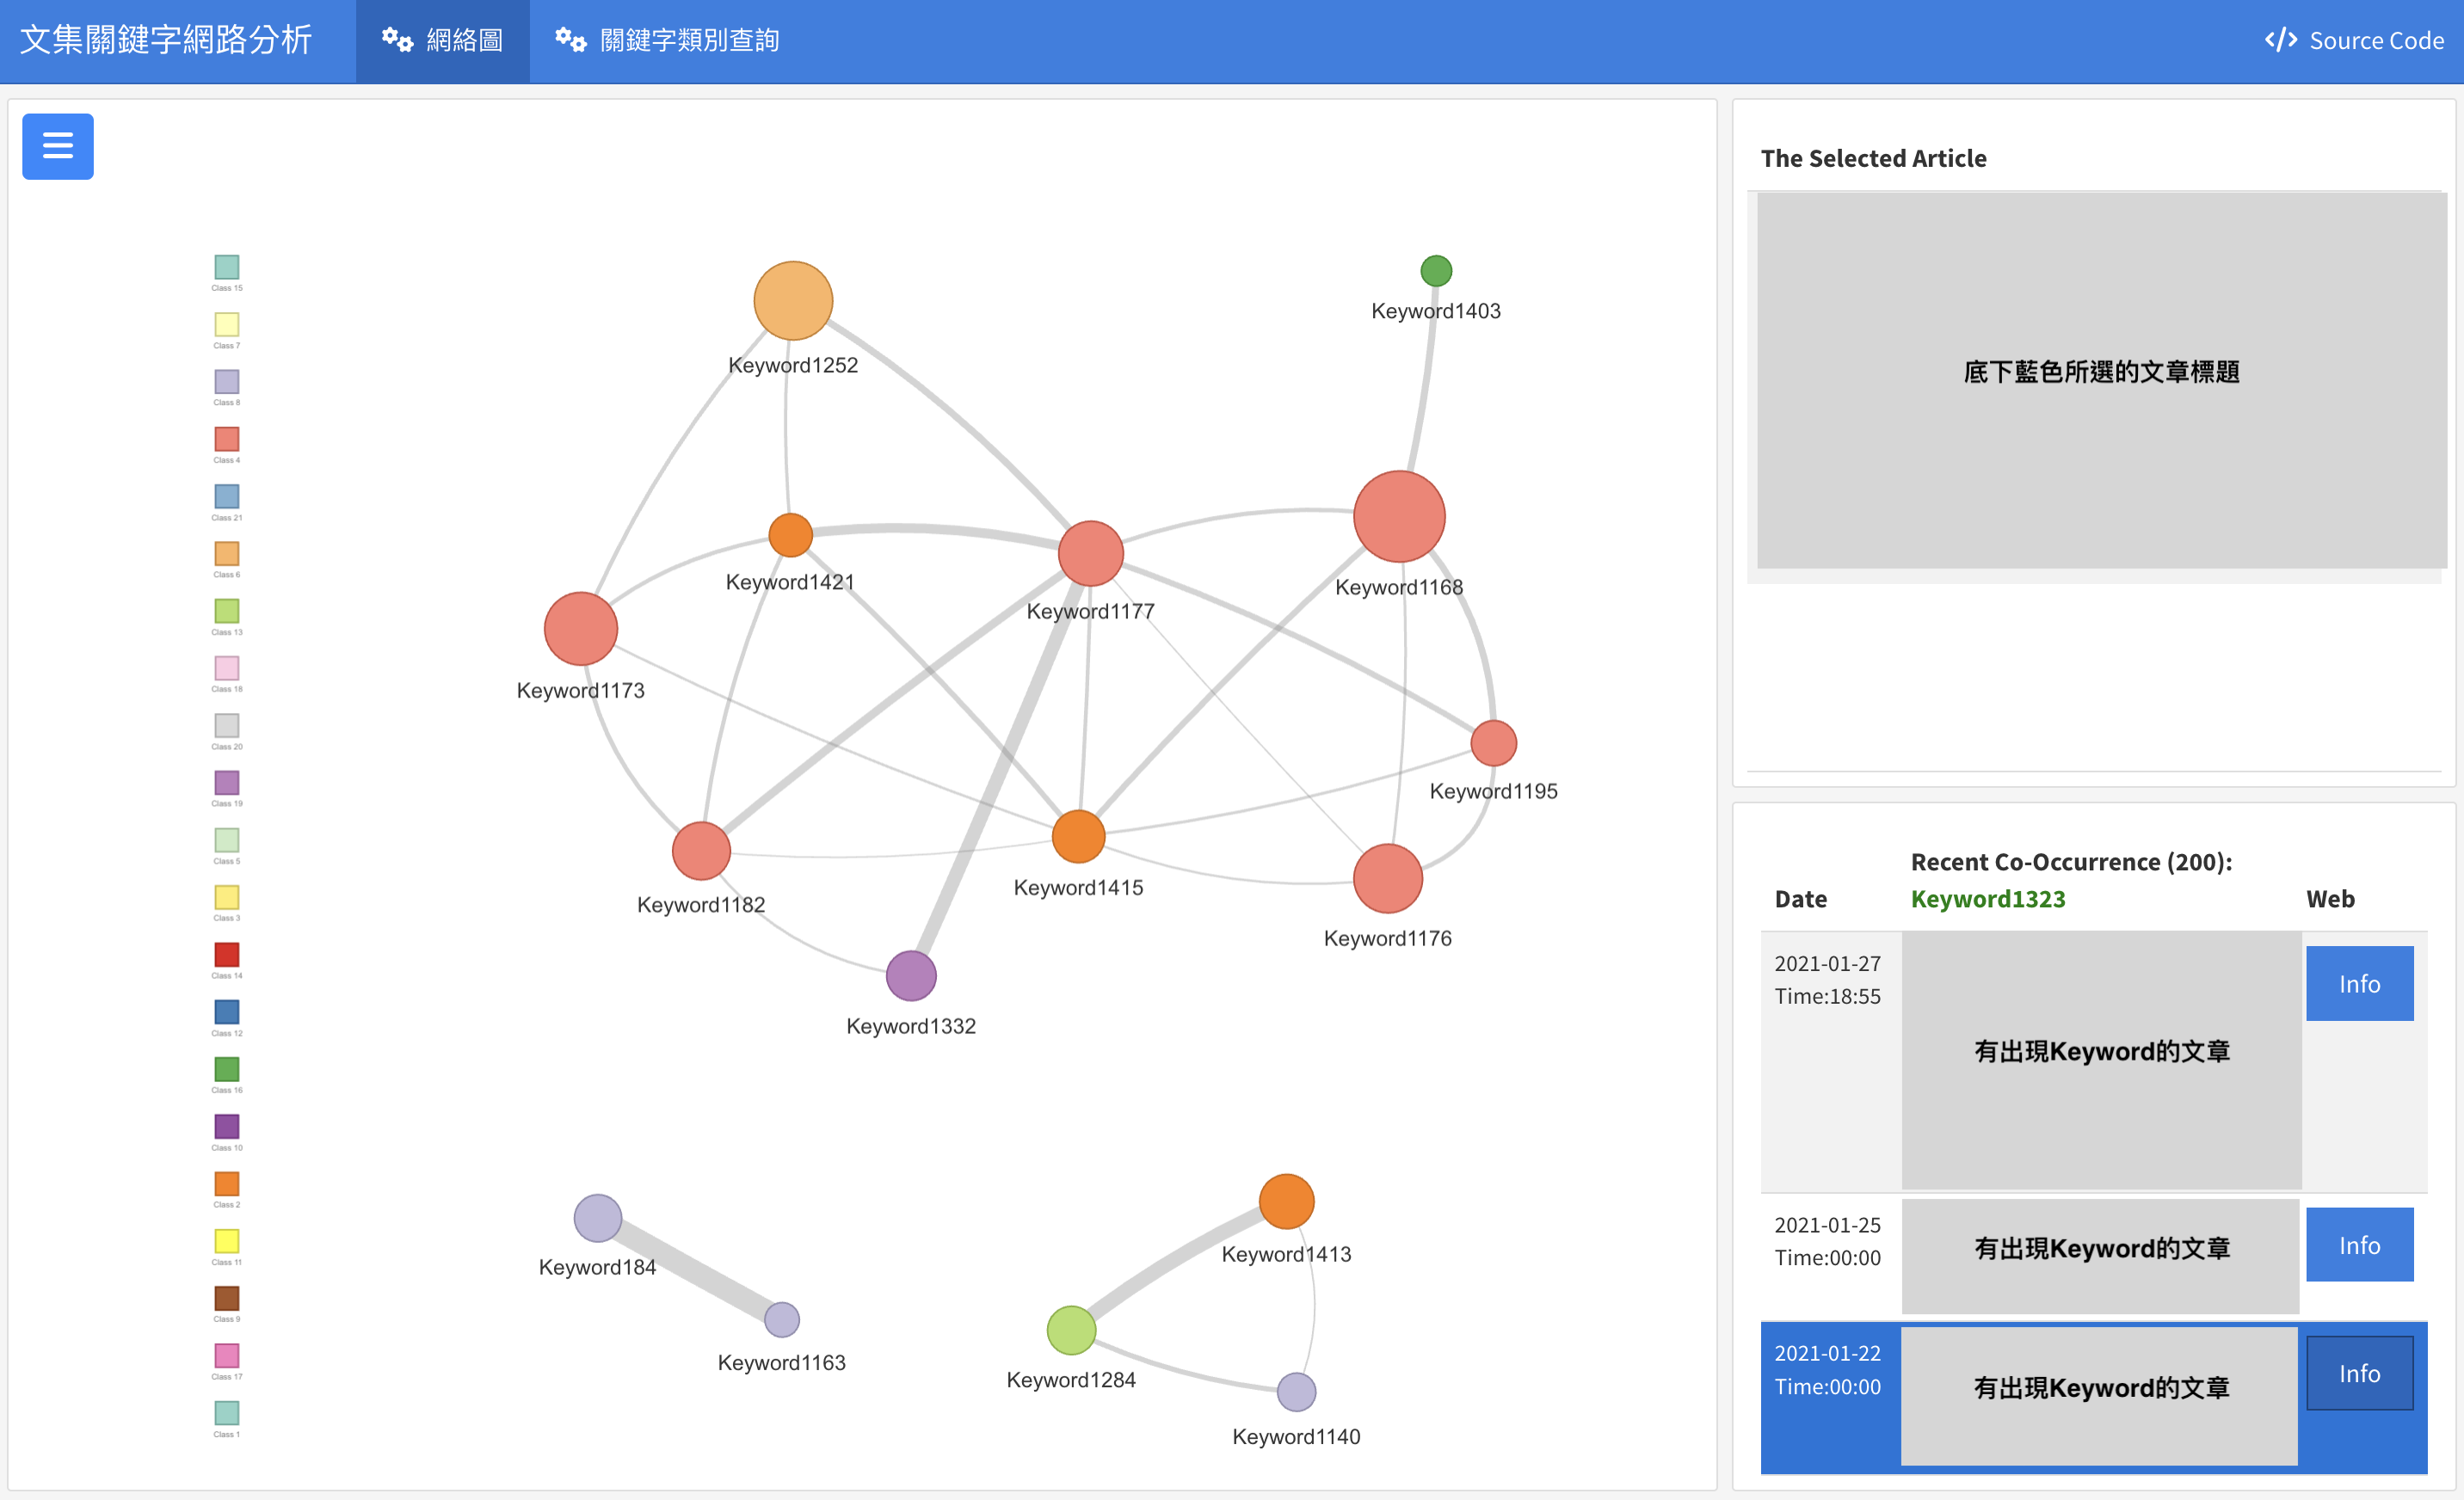 文集關鍵字網路分析
網絡圖
關鍵字類別查詢
Source Code
Class 15
Class 7
Class 8
Class 4
Class 21
Class 6
Class 13
Class 18
Class 20
Class 19
Class 5
Class 3
Class 14
Class 12
Class 16
Class 10
Class 2
Class 11
Class 9
Class 17
Class 1
Keyword1252
Keyword1403
Keyword1421
Keyword1177
Keyword1168
Keyword1173
Keyword1195
Keyword1182
Keyword1415
Keyword1176
Keyword1332
Keyword184
Keyword1163
Keyword1413
Keyword1284
Keyword1140
The Selected Article
底下藍色所選的文章標題
Date
Recent Co-Occurrence (200):
Keyword1323
Web
2021-01-27
Time:18:55
有出現Keyword的文章
Info
2021-01-25
Time:00:00
有出現Keyword的文章
Info
2021-01-22
Time:00:00
有出現Keyword的文章
Info